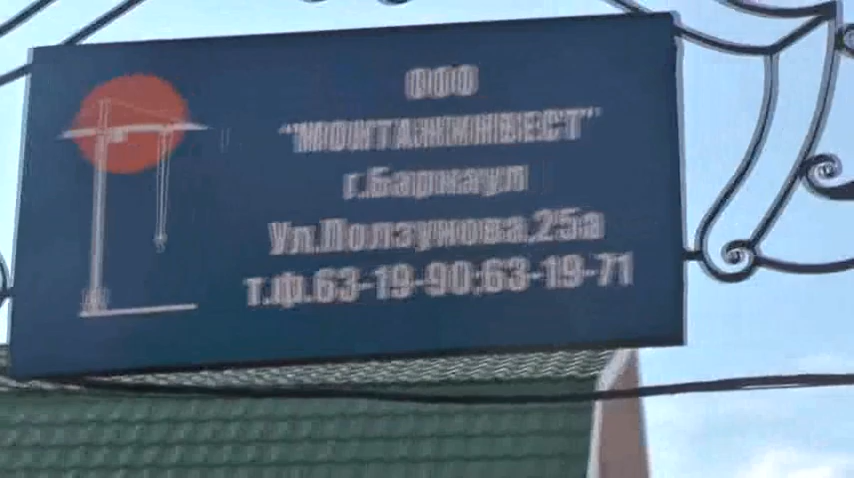 ООО
“МОНТАЖИНВЕСТ”
г.Барнаул
Ул.Ползунова,25а
т.ф.63-19-90;63-19-71